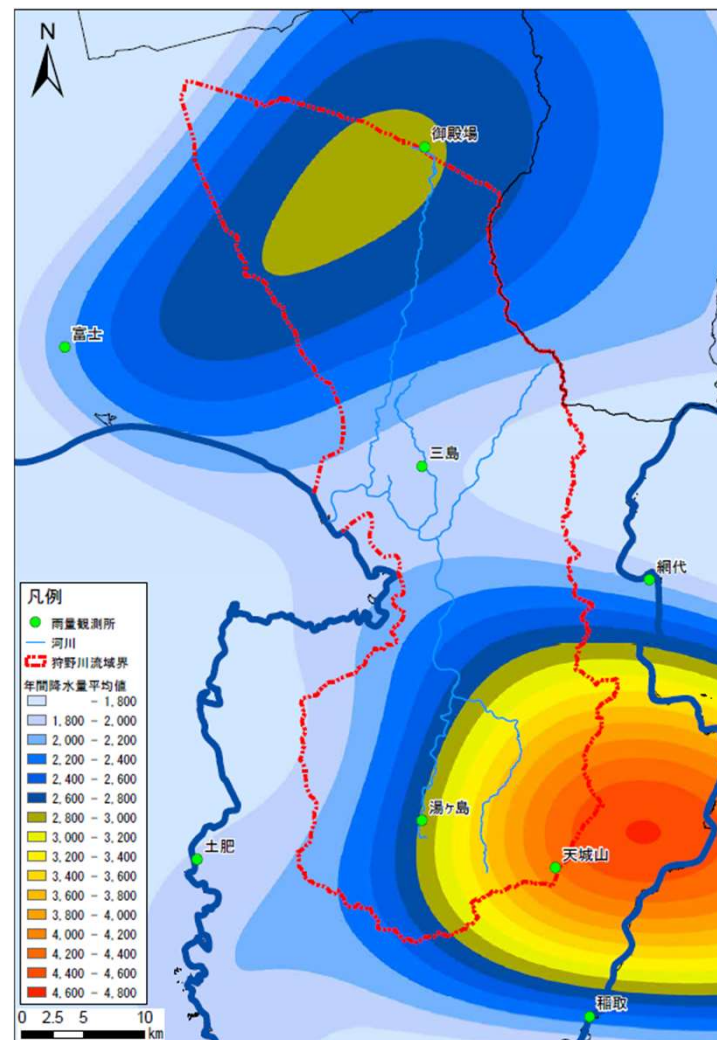 N
御殿場
富士
三島
網代
湯ヶ島
土肥
天城山
稲取
凡例
雨量観測所
河川
狩野川流域界
年間降水量平均値
- 1,800
1,800 - 2,000
2,000 - 2,200
2,200 - 2,400
2,400 - 2,600
2,600 - 2,800
2,800 - 3,000
3,000 - 3,200
3,200 - 3,400
3,400 - 3,600
3,600 - 3,800
3,800 - 4,000
4,000 - 4,200
4,200 - 4,400
4,400 - 4,600
4,600 - 4,800
0 2.5 5 10
km